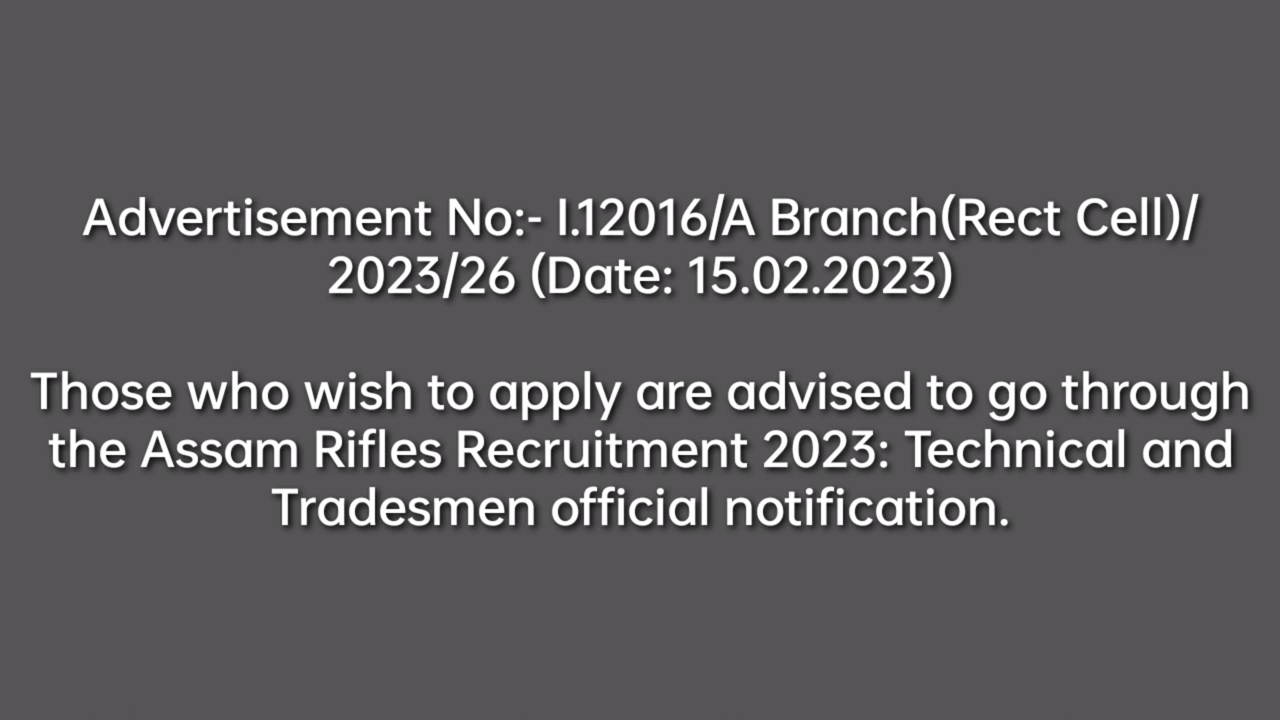 Advertisement No:- I.12016/A Branch(Rect Cell)/
2023/26 (Date: 15.02.2023)
Those who wish to apply are advised to go through
the Assam Rifles Recruitment 2023: Technical and
Tradesmen official notification.